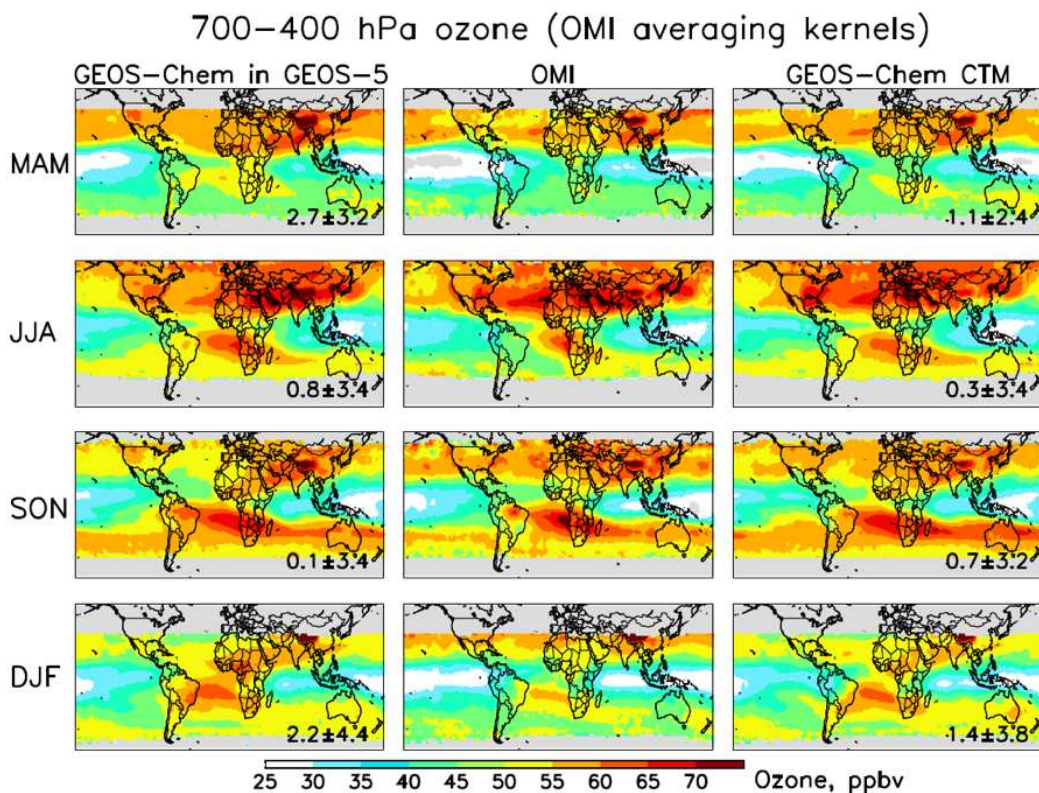 700−400 hPa ozone (OMI averaging kernels)
GEOS−Chem in GEOS−5 OMI GEOS−Chem CTM
MAM
2.7±3.2 1.1±2.4
JJA
0.8±3.4 0.3±3.4
SON
0.1±3.4 0.7±3.2
DJF
2.2±4.4 1.4±3.8
25 30 35 40 45 50 55 60 65 70 Ozone, ppbv